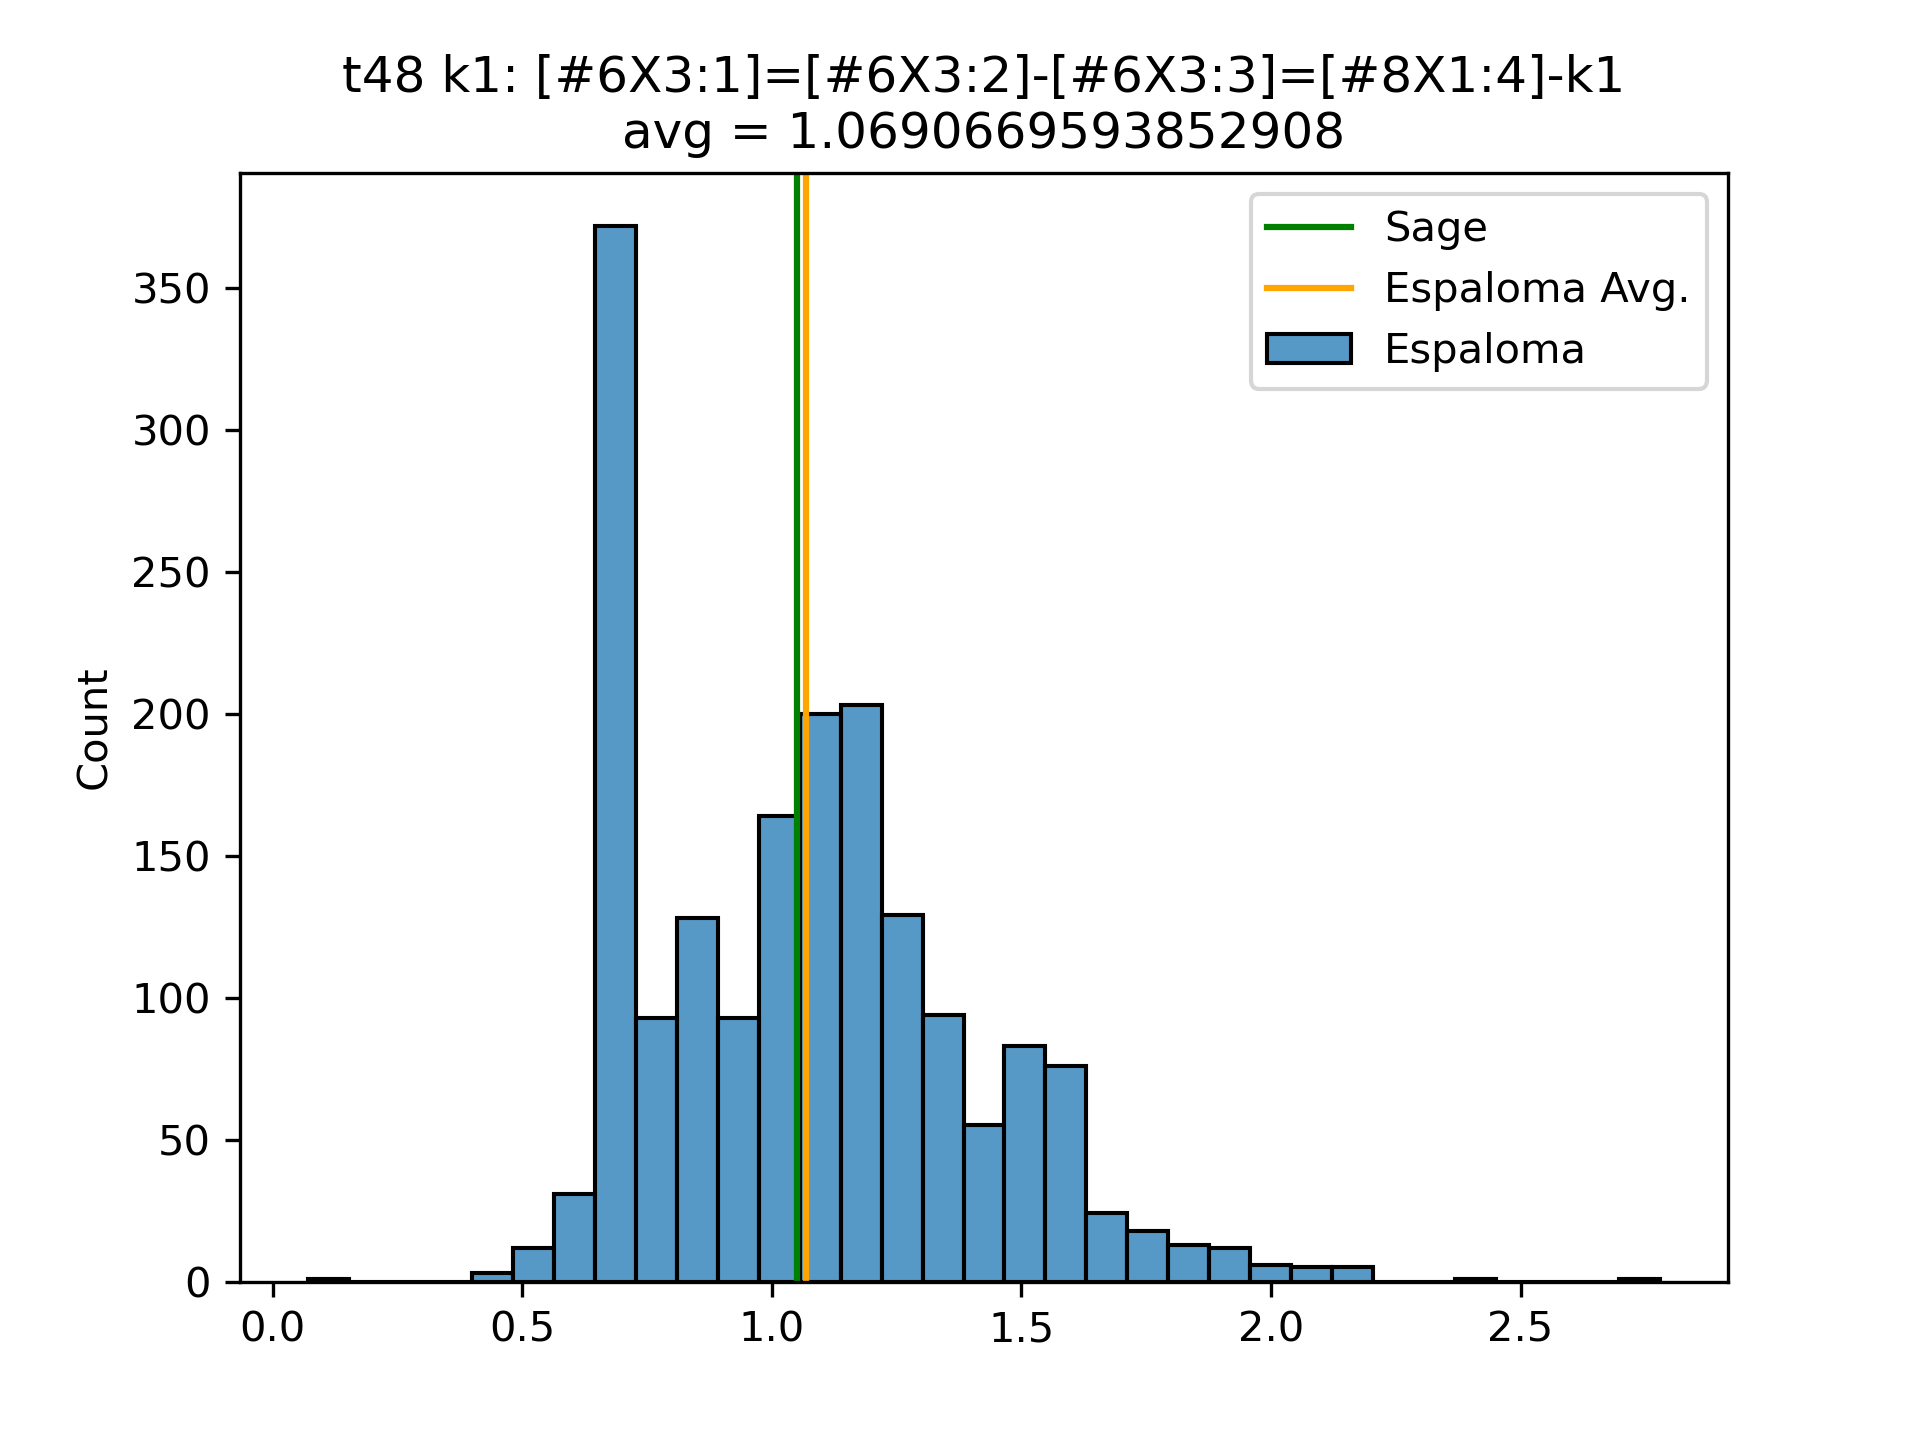 t48 k1: [#6X3:1]=[#6X3:2]-[#6X3:3]=[#8X1:4]-k1
avg = 1.0690669593852908
Sage
Espaloma Avg.
Espaloma
Count
350
300
250
200
150
100
50
0
0.0 0.5 1.0 1.5 2.0 2.5